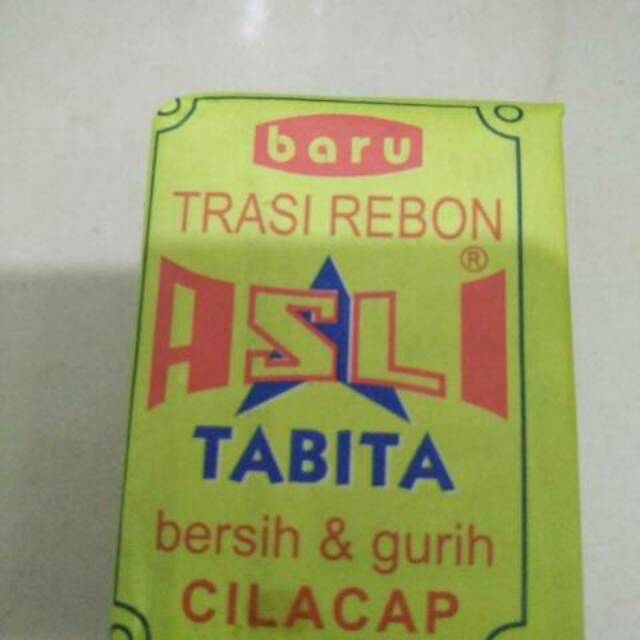 baru
TRASI REBON
ASLI ®
TABITA
bersih & gurih
CILACAP